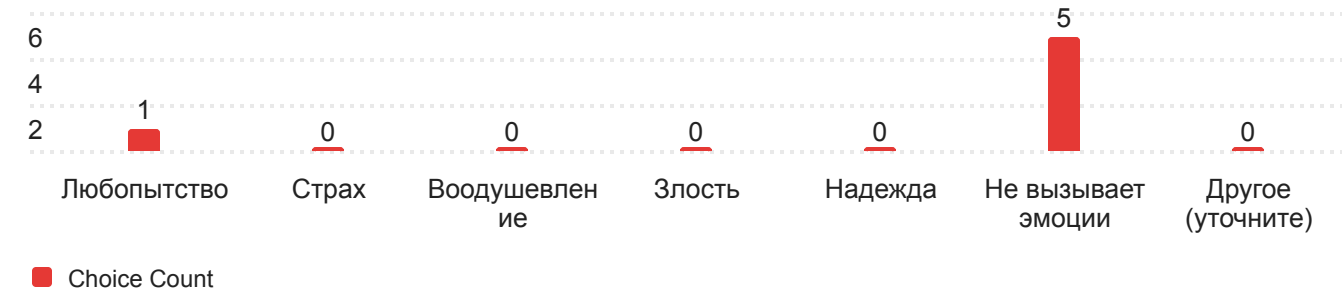 5
6
4
1
2
0
0
0
0
0
Любопытство
Страх
Воодушевлен
ие
Злость
Надежда
Не вызывает
эмоции
Другое
(уточните)
Choice Count